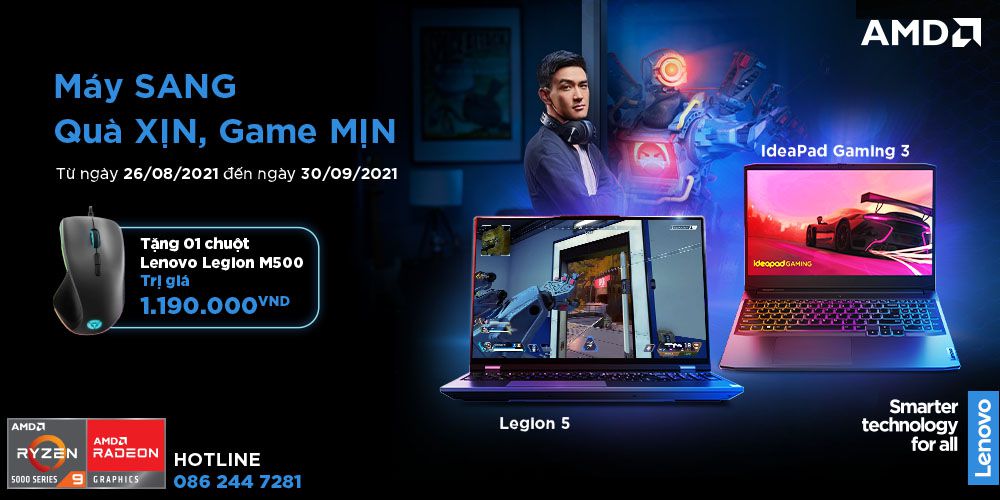 AMD
Máy SANG
Quà XỊN, Game MỊN
Từ ngày 26/08/2021 đến ngày 30/09/2021
Tặng 01 chuột
Lenovo Legion M500
Trị giá
1.190.000VND
IdeaPad Gaming 3
ideapad GAMING
Legion 5
Smarter
technology
for all
Lenovo
AMD
RYZEN
5000 SERIES 9
AMD
RADEON
GRAPHICS
HOTLINE
086 244 7281